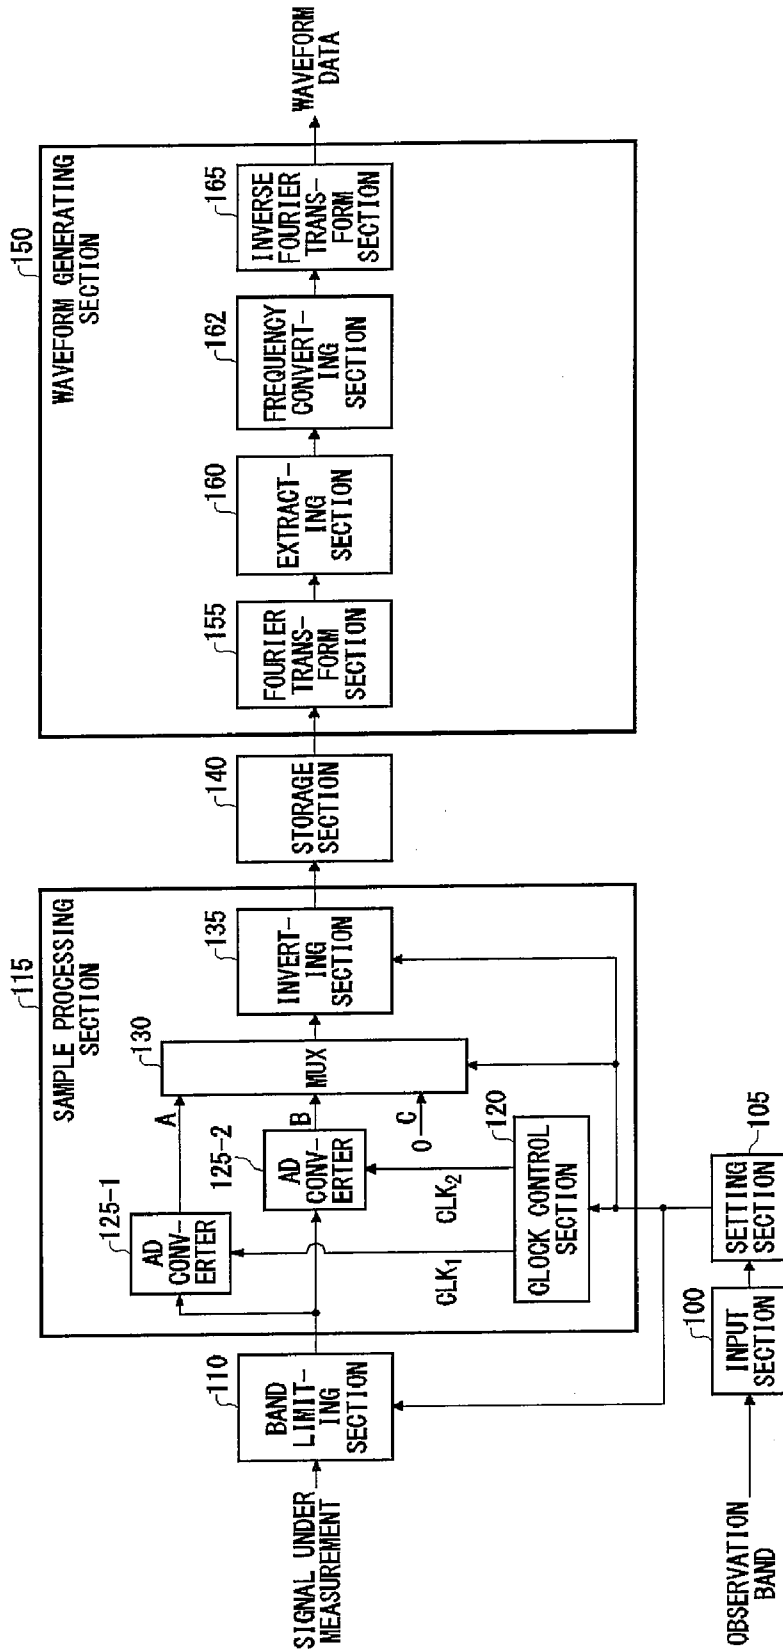 SIGNAL UNDER
MEASUREMENT
110
BAND
LIMIT-
ING
SECTION
115
SAMPLE PROCESSING
SECTION
125-1
AD
CONV-
ERTER
A
125-2
AD
CONV-
ERTER
B
0
C
130
MUX
135
INVERT-
ING
SECTION
CLK1
CLK2
120
CLOCK CONTROL
SECTION
OBSERVATION
BAND
100
INPUT
SECTION
105
SETTING
SECTION
140
STORAGE
SECTION
150
WAVEFORM GENERATING
SECTION
155
FOURIER
TRANS-
FORM
SECTION
160
EXTRACT-
ING
SECTION
162
FREQUENCY
CONVERT-
ING
SECTION
165
INVERSE
FOURIER
TRANS-
FORM
SECTION
WAVEFORM
DATA